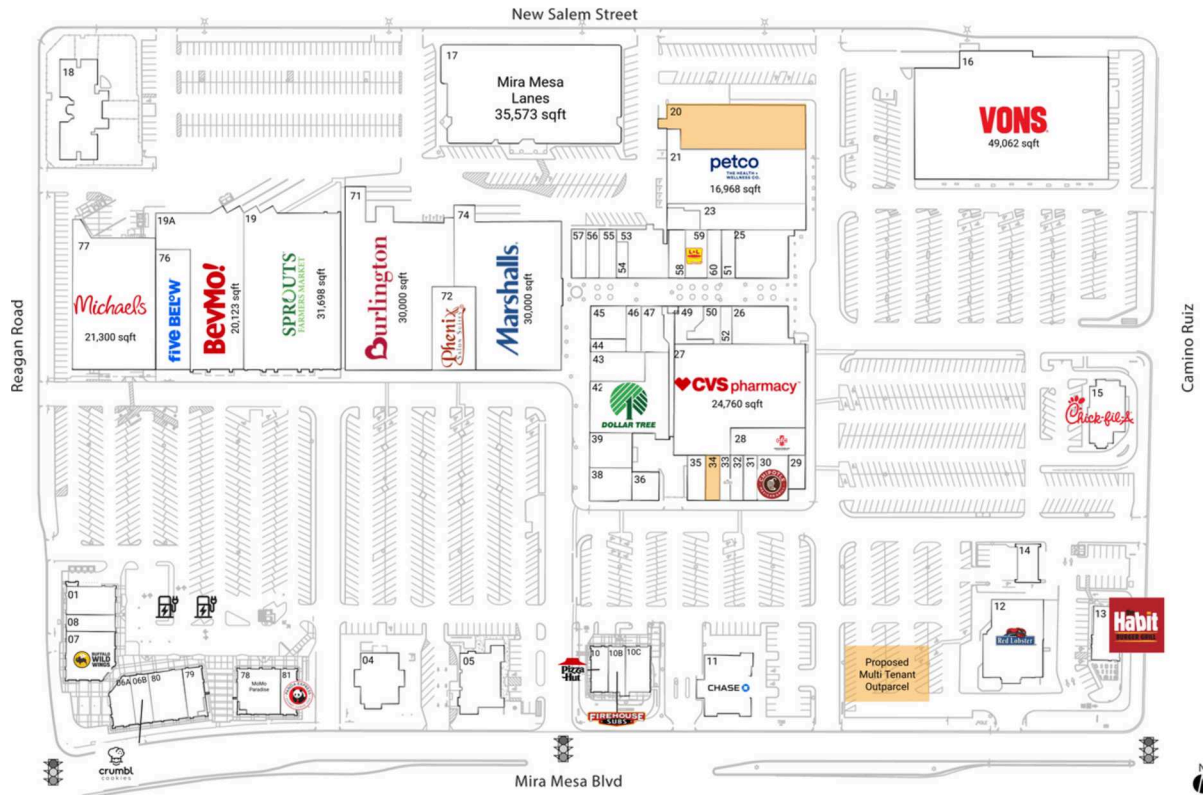 New Salem Street
18
17
Mira Mesa
Lanes
35,573 sqft
16
VONS
49,062 sqft
20
21
petco
THE HEALTH +
WELLNESS CO.
16,968 sqft
23
71
74
19A
19
77
76
Michaels
21,300 sqft
five BELOW
BevMo!
20,123 sqft
SPROUTS
FARMERS MARKET
31,698 sqft
Burlington
30,000 sqft
72
Phenix
Salon Suites
Marshalls
30,000 sqft
57
56
55
53
54
58
59
L&L
60
51
25
45
46
47
49
50
52
26
44
43
42
DOLLAR TREE
27
CVS pharmacy
24,760 sqft
28
39
38
36
35
34
33
32
31
30
CHIPOTLE
29
15
Chick-fil-A
Reagan Road
Camino Ruiz
01
08
07
BUFFALO
WILD
WINGS
06A
06B
80
79
crumbl
cookies
78
MoMo
Paradise
81
PANDA EXPRESS
04
05
10
10B
10C
Pizza
Hut
FIREHOUSE
SUBS
11
CHASE
Proposed
Multi Tenant
Outparcel
14
12
Red Lobster
13
The
Habit
BURGER GRILL
Mira Mesa Blvd
N